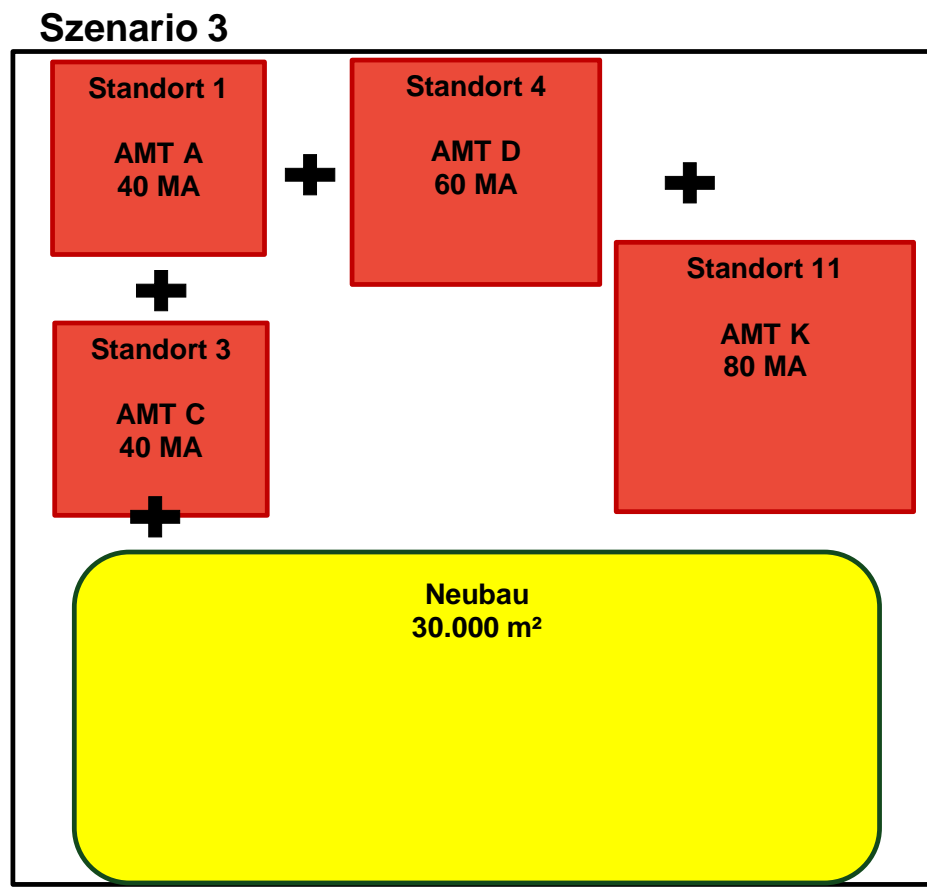 Szenario 3
Standort 1
AMT A
40 MA
Standort 4
AMT D
60 MA
Standort 11
AMT K
80 MA
Standort 3
AMT C
40 MA
Neubau
30.000 m²